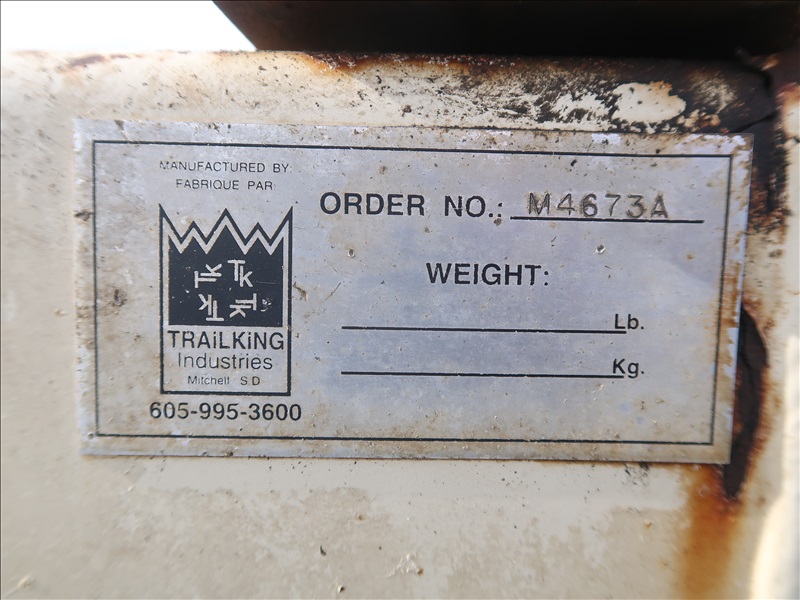 MANUFACTURED BY:
FABRIQUE PAR
ORDER NO.: M4673A
WEIGHT:
Lb.
Kg.
TK
TK
TK
TK
TRAiLKiNG
Industries
Mitchell S D
605-995-3600